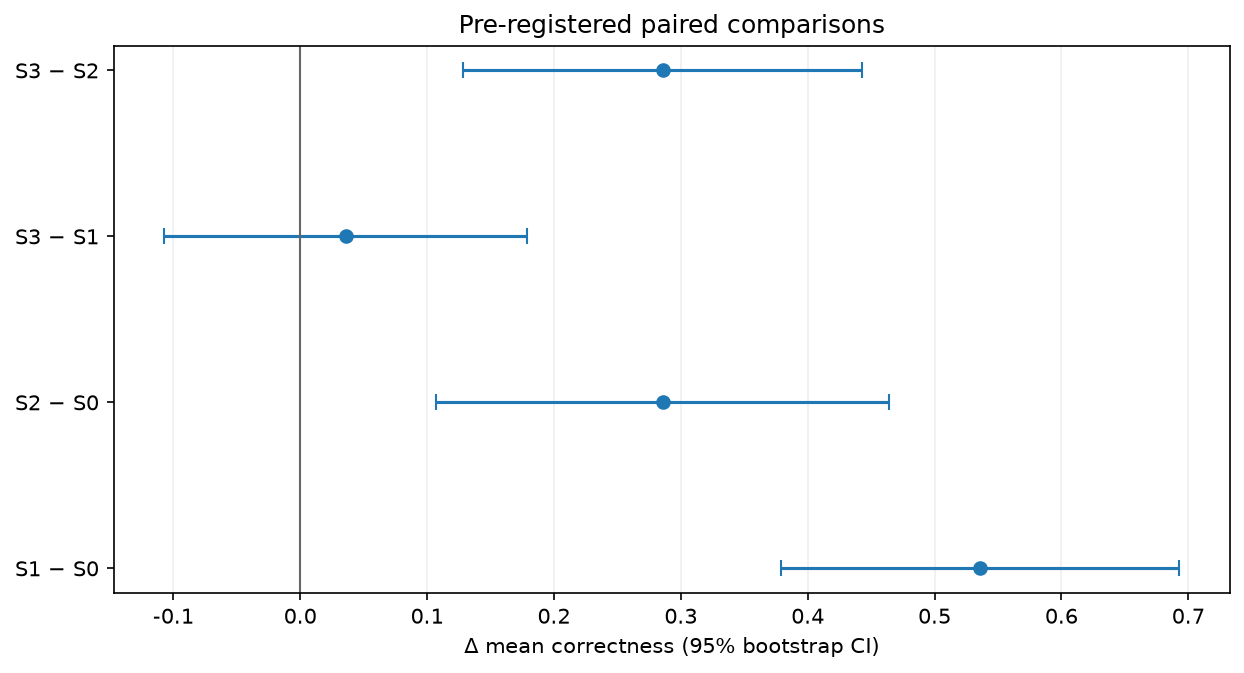 Pre-registered paired comparisons
S3 − S2
S3 − S1
S2 − S0
S1 − S0
-0.1 0.0 0.1 0.2 0.3 0.4 0.5 0.6 0.7
Δ mean correctness (95% bootstrap CI)